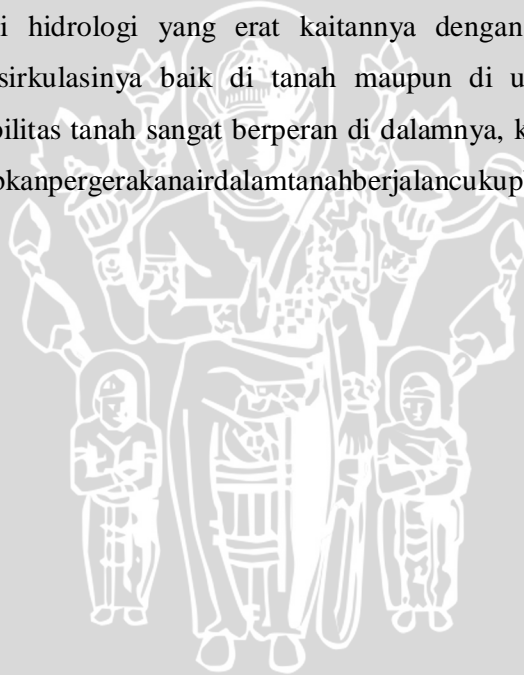 i hidrologi yang erat kaitannya dengan
sirkulasinya baik di tanah maupun di u
bilitas tanah sangat berperan di dalamnya, k
bkanpergerakanairdalamtanahberjalancukup